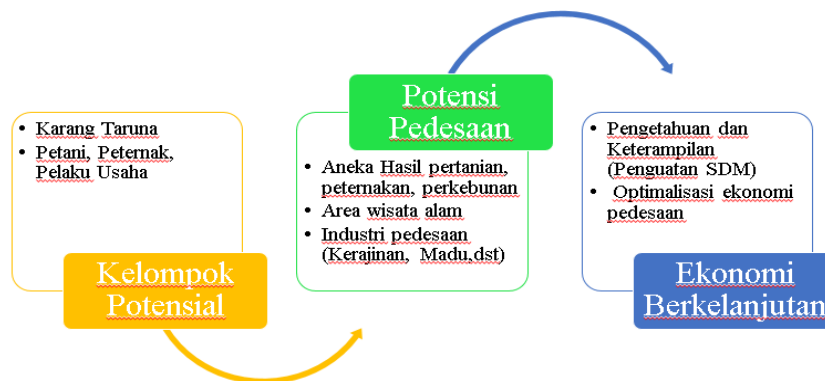 • Karang Taruna
• Petani, Peternak,
Pelaku Usaha
Kelompok
Potensial
Potensi
Pedesaan
• Aneka Hasil pertanian,
peternakan, perkebunan
• Area wisata alam
• Industri pedesaan
(Kerajinan, Madu,dst)
• Pengetahuan dan
Keterampilan
(Penguatan SDM)
• Optimalisasi ekonomi
pedesaan
Ekonomi
Berkelanjutan